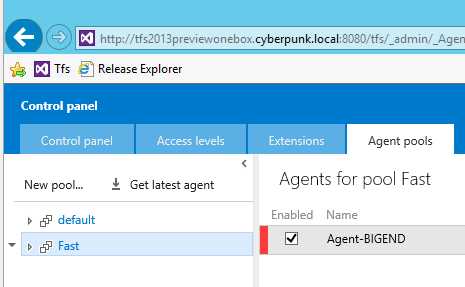 http://tfs2013previewonebox.cyberpunk.local:8080/tfs/_admin/_Agen
Tfs Release Explorer
Control panel
Control panel Access levels Extensions Agent pools
New pool... Get latest agent
default
Fast
Agents for pool Fast
Enabled Name
Agent-BIGEND